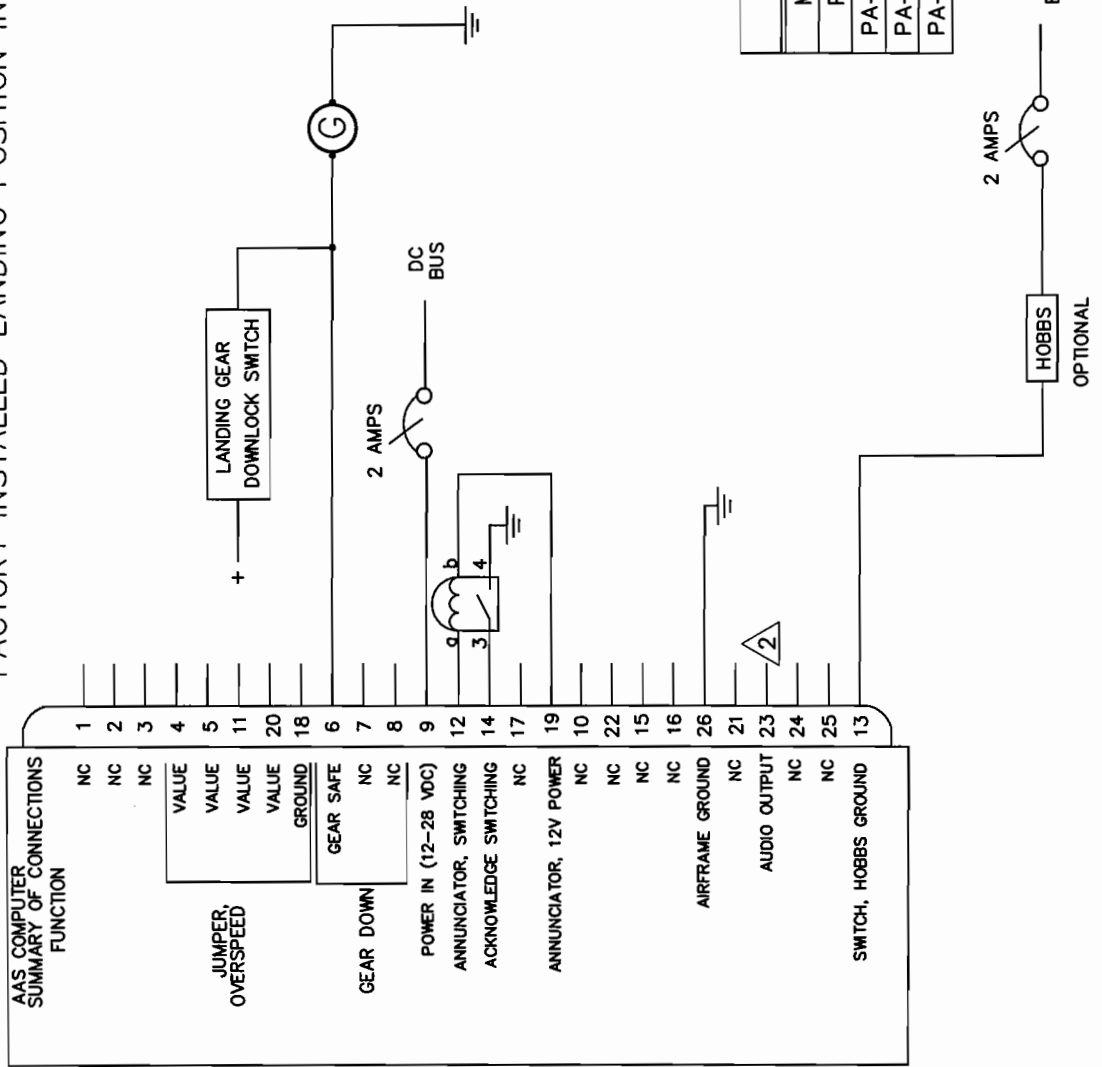 FACTORY INSTALLED LANDING POSITION IN
AAS COMPUTER
SUMMARY OF CONNECTIONS
FUNCTION
NC 1
NC 2
NC 3
JUMPER,
OVERSPEED
VALUE 4
VALUE 5
VALUE 11
VALUE 20
GROUND 18
GEAR DOWN
GEAR SAFE 6
NC 7
NC 8
POWER IN (12-28 VDC) 9
ANNUNCIATOR, SWITCHING 12
ACKNOWLEDGE SWITCHING 14
NC 17
ANNUNCIATOR, 12V POWER 19
NC 10
NC 22
NC 15
NC 16
AIRFRAME GROUND 26
NC 21
AUDIO OUTPUT 23
NC 24
NC 25
SWITCH, HOBBS GROUND 13
+
LANDING GEAR
DOWNLOCK SWITCH
G
2 AMPS
DC
BUS
a b
3 4
2
HOBBS
OPTIONAL
2 AMPS
PA-
PA-
PA-